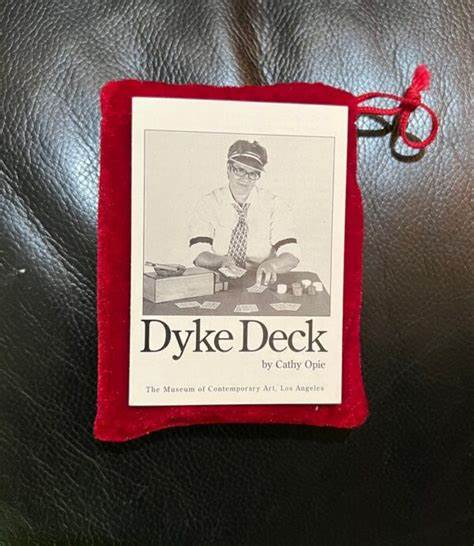 Dyke Deck
by Cathy Opie
The Museum of Contemporary Art, Los Angeles